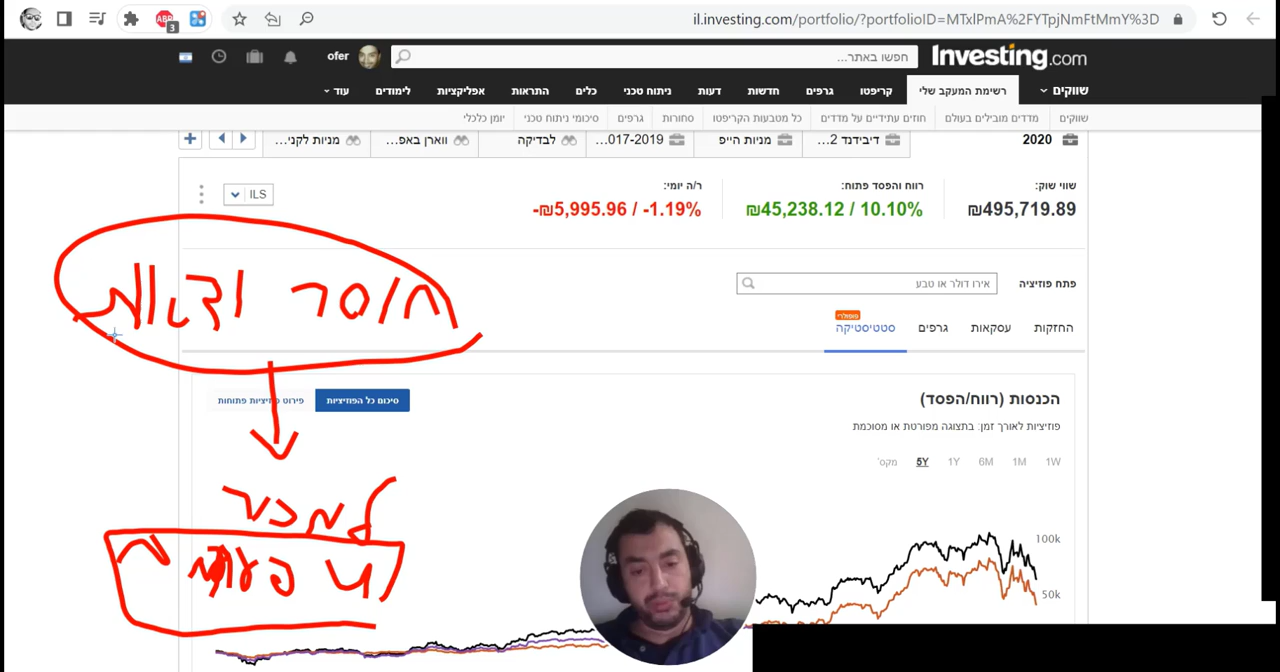 il.investing.com/portfolio/?portfolioID=MTxlPmA%2FYTpjNmFtMmY%3D
ABP
3
Investing.com
חפשו באתר...
ofer
שווקים
רשימת המעקב שלי
קריפטו
גרפים
חדשות
דעות
ניתוח טכני
כלים
התראות
אפליקציות
לימודים
עוד
שווקים
מדדים מובילים בעולם
חוזים עתידיים על מדדים
כל מטבעות הקריפטו
סחורות
גרפים
סיכומי ניתוח טכני
יומן כלכלי
2020
דיבידנד 2...
מניות הייפ
017-2019...
לבדיקה
ווארן באפ...
מניות לקני...
שווי שוק:
₪495,719.89
רווח והפסד פתוח:
₪45,238.12 / 10.10%
ר/ה יומי:
-₪5,995.96 / -1.19%
ILS
פתח פוזיציה
אירו דולר או טבע
חוסר ודאות
החזקות
עסקאות
גרפים
פופולרי
סטטיסטיקה
הכנסות (רווח/הפסד)
סיכום כל הפוזיציות
פירוט פוזיציות פתוחות
פוזיציות לאורך זמן: בתצוגה מפורטת או מסוכמת
1W
1M
6M
1Y
5Y
מקס'
100k
50k